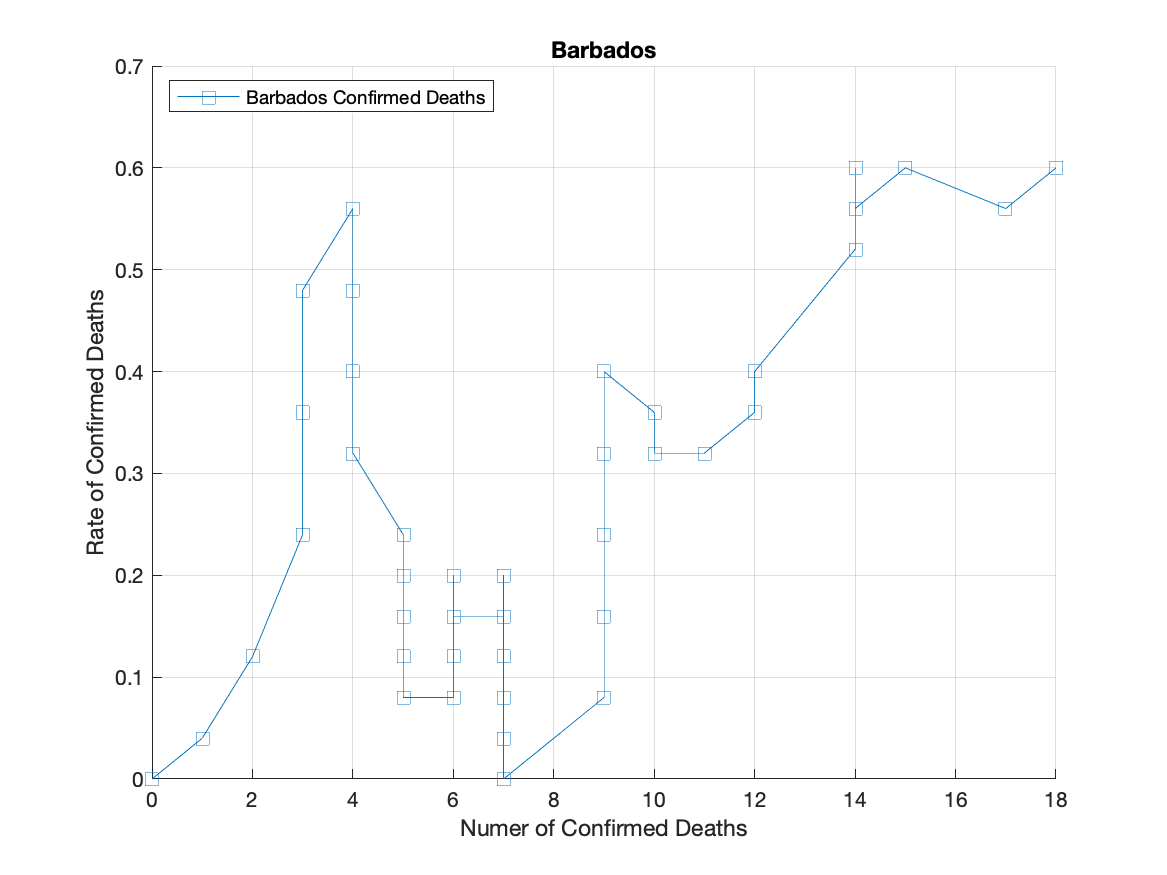 Barbados
Barbados Confirmed Deaths
0.7
0.6
0.5
0.4
0.3
0.2
0.1
0
Rate of Confirmed Deaths
0 2 4 6 8 10 12 14 16 18
Numer of Confirmed Deaths